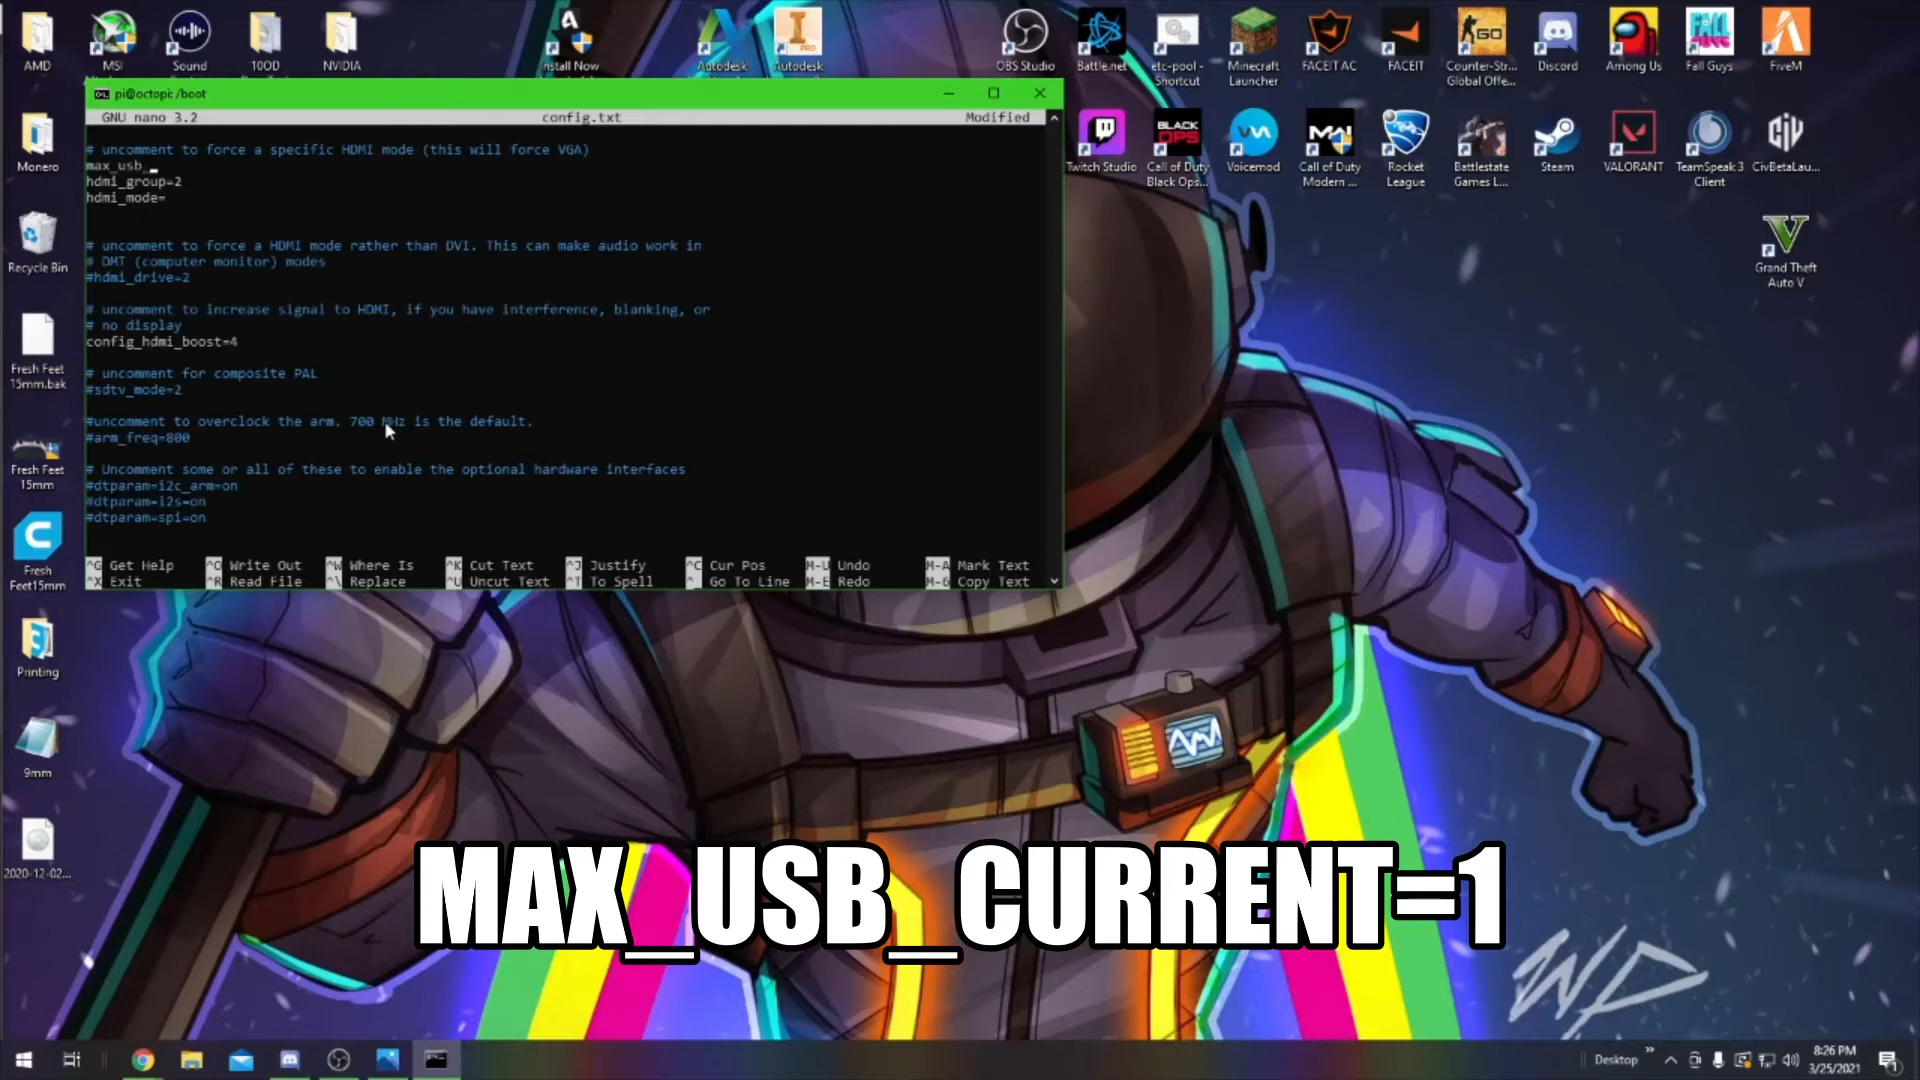 AMD
MSI
Sound
10OD
NVIDIA
Install Now
Autodesk
Autodesk
OBS Studio
Battle.net
etc-pool -
Shortcut
Minecraft
Launcher
FACEIT AC
FACEIT
Counter-Str...
Global Offe...
Discord
Among Us
Fall Guys
FiveM
Monero
Twitch Studio
Call of Duty
Black Ops...
Voicemod
Call of Duty
Modern ...
Rocket
League
Battlestate
Games L...
Steam
VALORANT
TeamSpeak 3
Client
CivBetaLau...
Recycle Bin
Grand Theft
Auto V
Fresh Feet
15mm.bak
Fresh Feet
15mm
Fresh
Feet15mm
Printing
9mm
2020-12-02...
pi@octopi: /boot
GNU nano 3.2 config.txt Modified
# uncomment to force a specific HDMI mode (this will force VGA)
max_usb_
hdmi_group=2
hdmi_mode=
# uncomment to force a HDMI mode rather than DVI. This can make audio work in
# DMT (computer monitor) modes
#hdmi_drive=2
# uncomment to increase signal to HDMI, if you have interference, blanking, or
# no display
config_hdmi_boost=4
# uncomment for composite PAL
#sdtv_mode=2
#uncomment to overclock the arm. 700 MHz is the default.
#arm_freq=800
# Uncomment some or all of these to enable the optional hardware interfaces
#dtparam=i2c_arm=on
#dtparam=i2s=on
#dtparam=spi=on
^G Get Help ^O Write Out ^W Where Is ^K Cut Text ^J Justify ^C Cur Pos M-U Undo M-A Mark Text
^X Exit ^R Read File ^\ Replace ^U Uncut Text ^T To Spell ^_ Go To Line M-E Redo M-6 Copy Text
MAX_USB_CURRENT=1
WP
Desktop
8:26 PM
3/25/2021